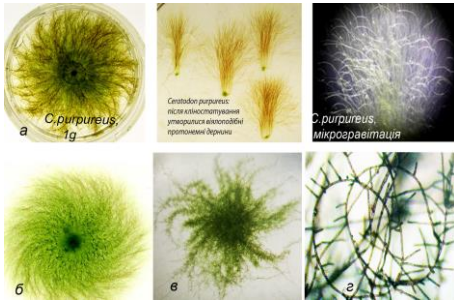 C.purpureus,
1g
а
Ceratodon purpureus:
після кліностатування
утворилися віялоподібні
протонемні дернини
C.purpureus,
мікрогравітація
б
в
г